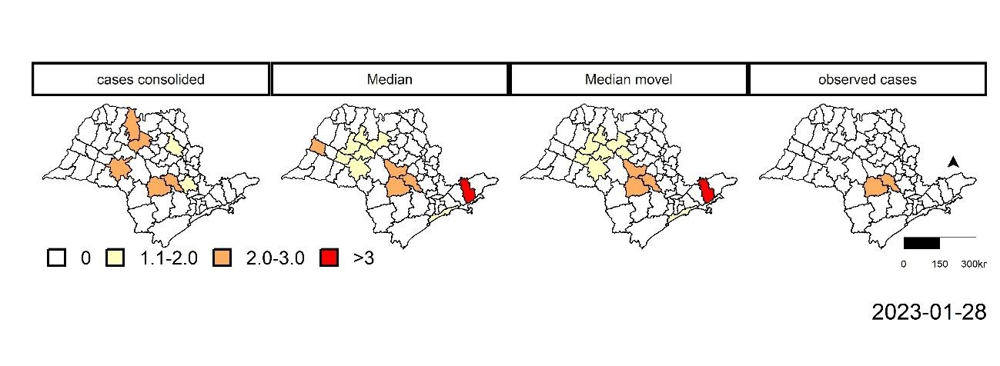 cases consolided
Median
Median movel
observed cases
0 1.1-2.0 2.0-3.0 >3
0 150 300kr
2023-01-28